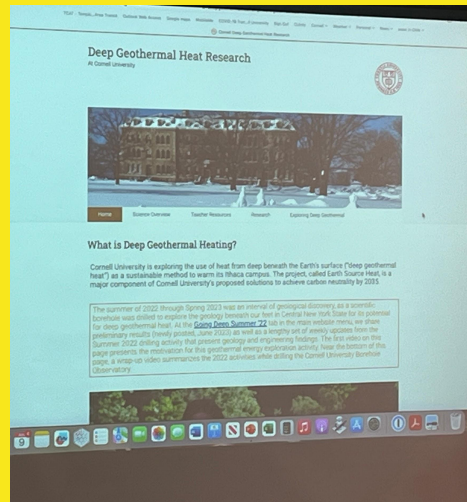 Cornell Deep Geothermal Heat Research
Deep Geothermal Heat Research
At Cornell University
Home Science Overview Teacher Resources Research Exploring Deep Geothermal
What is Deep Geothermal Heating?
Cornell University is exploring the use of heat from deep beneath the Earth's surface ("deep geothermal
heat") as a sustainable method to warm its Ithaca campus. The project, called Earth Source Heat, is a
major component of Cornell University's proposed solutions to achieve carbon neutrality by 2035.
The summer of 2022 through Spring 2023 was an interval of geological discovery, as a scientific
borehole was drilled to explore the geology beneath our feet in Central New York State for its potential
for deep geothermal heat. At the Going Deep Summer '22 tab in the main website menu, we share
preliminary results (newly posted, June 2023) as well as a lengthy set of weekly updates from the
Summer 2022 drilling activity that present geology and engineering findings. The first video on this
page presents the motivation for this geothermal energy exploration activity. Near the bottom of this
page, a wrap-up video summarizes the 2022 activities while drilling the Cornell University Borehole
Observatory.
9